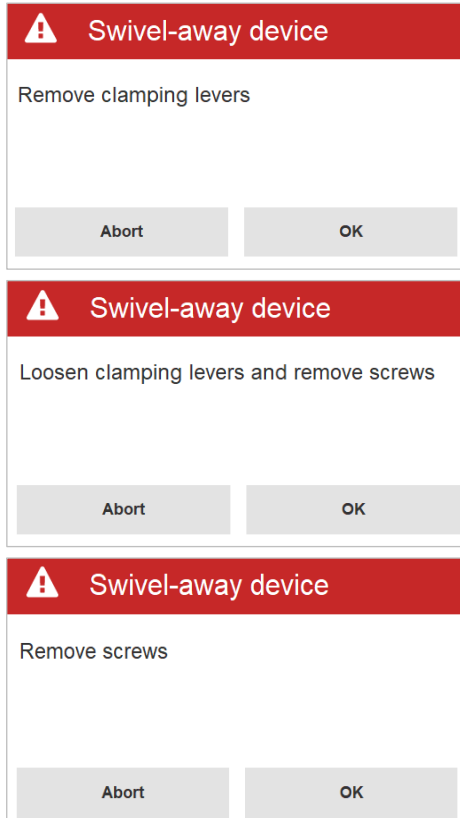 Swivel-away device
Remove clamping levers
Abort OK
Swivel-away device
Loosen clamping levers and remove screws
Abort OK
Swivel-away device
Remove screws
Abort OK